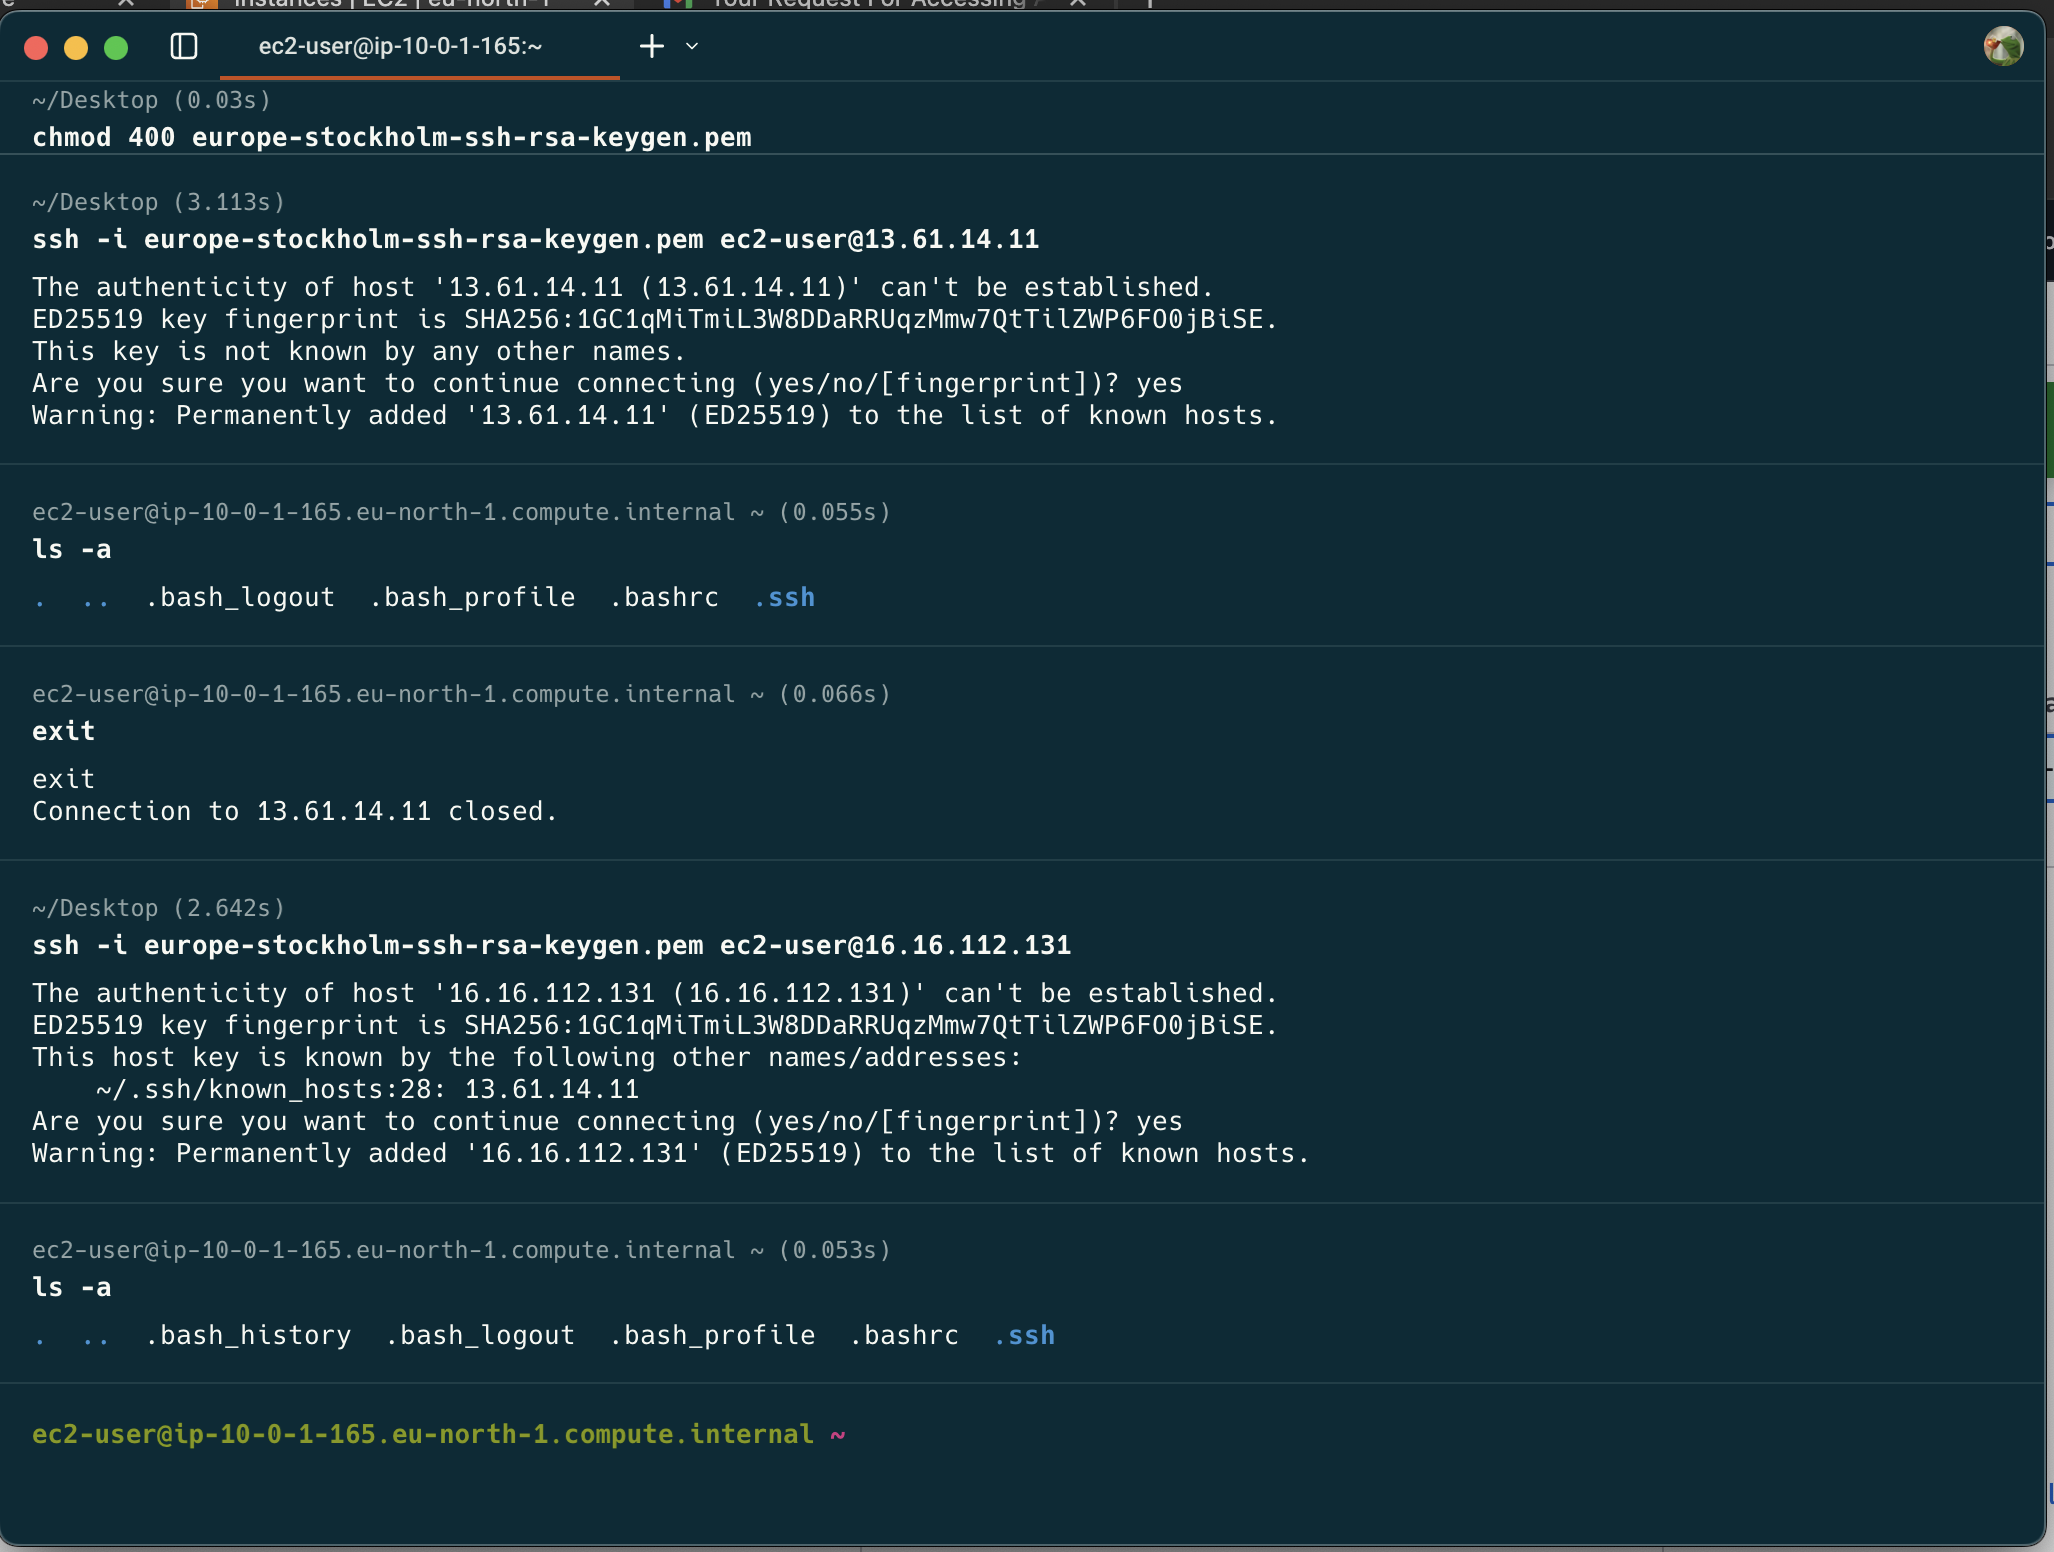 Instances | EC2 | eu-north-1
Your Request For Accessing
ec2-user@ip-10-0-1-165:~
~/Desktop (0.03s)
chmod 400 europe-stockholm-ssh-rsa-keygen.pem
~/Desktop (3.113s)
ssh -i europe-stockholm-ssh-rsa-keygen.pem ec2-user@13.61.14.11
The authenticity of host '13.61.14.11 (13.61.14.11)' can't be established.
ED25519 key fingerprint is SHA256:1GC1qMiTmiL3W8DDaRRUqzMmw7QtTilZWP6FO0jBiSE.
This key is not known by any other names.
Are you sure you want to continue connecting (yes/no/[fingerprint])? yes
Warning: Permanently added '13.61.14.11' (ED25519) to the list of known hosts.
ec2-user@ip-10-0-1-165.eu-north-1.compute.internal ~ (0.055s)
ls -a
. .. .bash_logout .bash_profile .bashrc .ssh
ec2-user@ip-10-0-1-165.eu-north-1.compute.internal ~ (0.066s)
exit
exit
Connection to 13.61.14.11 closed.
~/Desktop (2.642s)
ssh -i europe-stockholm-ssh-rsa-keygen.pem ec2-user@16.16.112.131
The authenticity of host '16.16.112.131 (16.16.112.131)' can't be established.
ED25519 key fingerprint is SHA256:1GC1qMiTmiL3W8DDaRRUqzMmw7QtTilZWP6FO0jBiSE.
This host key is known by the following other names/addresses:
~/.ssh/known_hosts:28: 13.61.14.11
Are you sure you want to continue connecting (yes/no/[fingerprint])? yes
Warning: Permanently added '16.16.112.131' (ED25519) to the list of known hosts.
ec2-user@ip-10-0-1-165.eu-north-1.compute.internal ~ (0.053s)
ls -a
. .. .bash_history .bash_logout .bash_profile .bashrc .ssh
ec2-user@ip-10-0-1-165.eu-north-1.compute.internal ~